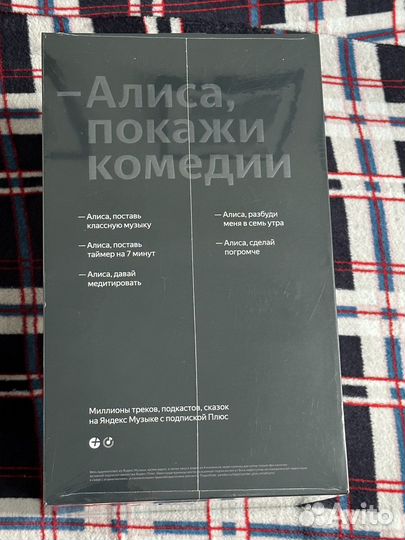 —Алиса,
покажи
комедии
— Алиса, поставь
классную музыку
— Алиса, поставь
таймер на 7 минут
— Алиса, давай
медитировать
— Алиса, разбуди
меня в семь утра
— Алиса, сделай
погромче
Миллионы треков, подкастов, сказок
на Яндекс Музыке с подпиской Плюс
Avito